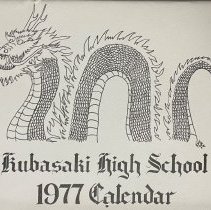 Kubasaki High School
1977 Calendar